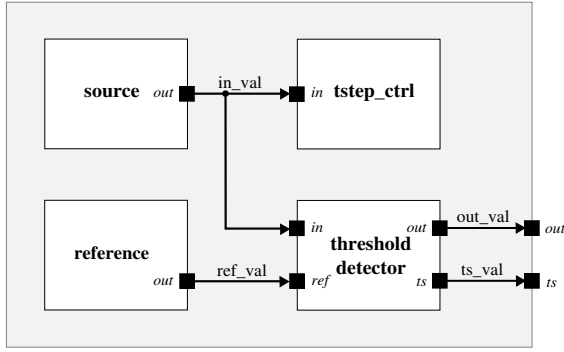 in_val
source
out
in
tstep_ctrl
out_val
in
out
out
threshold
reference
detector
ref_val
ts_val
out
ref
ts
ts